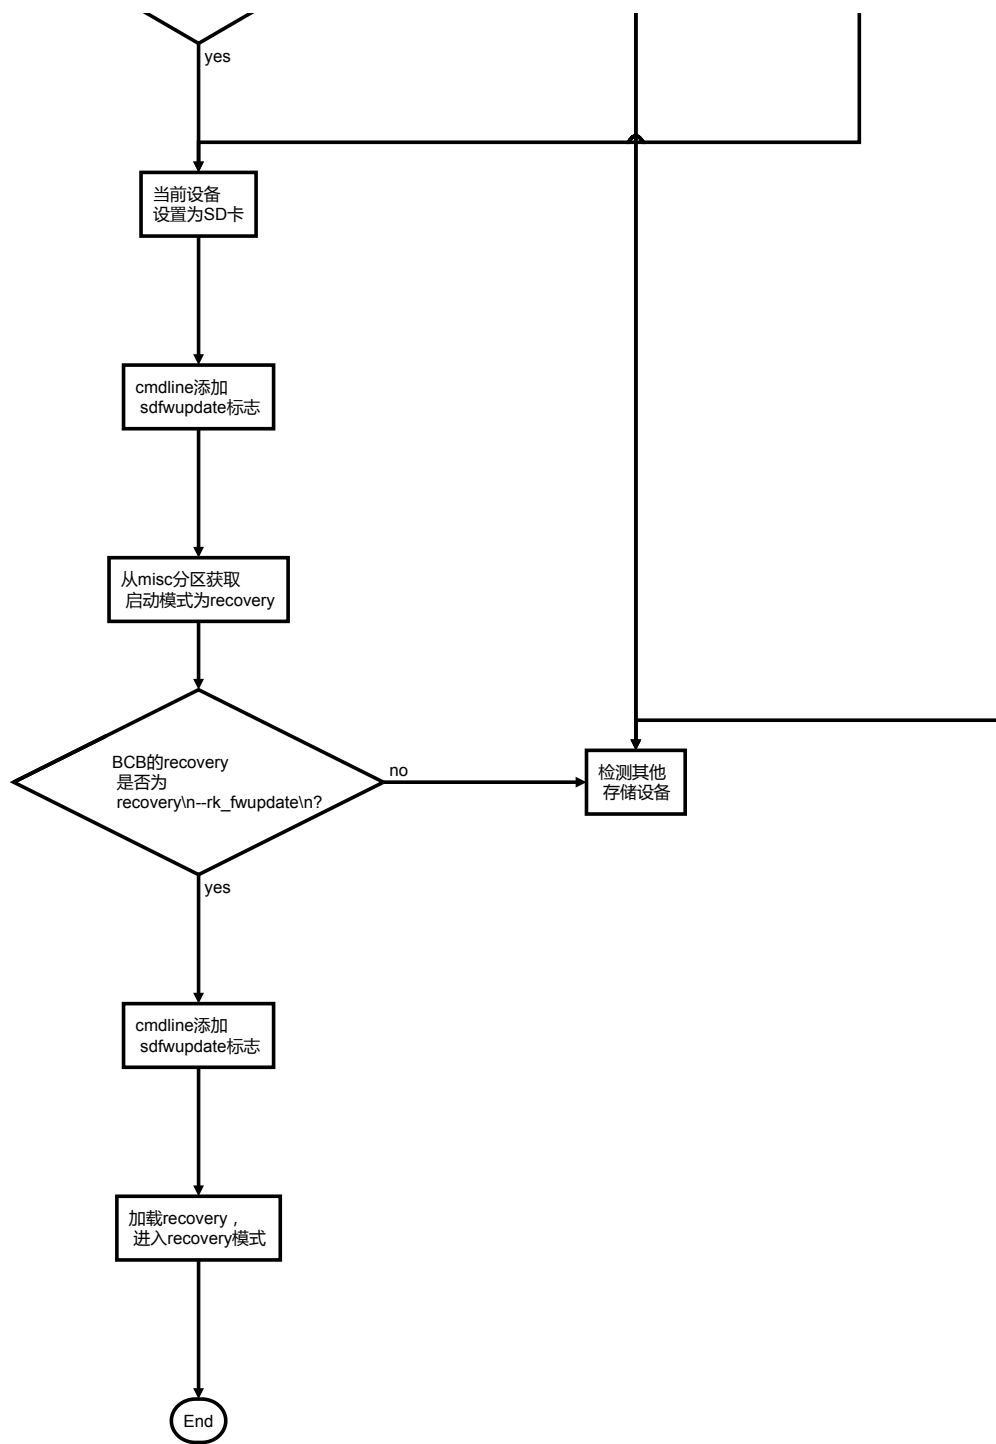 yes
当前设备
设置为SD卡
cmdline添加
sdfwupdate标志
从misc分区获取
启动模式为recovery
BCB的recovery
是否为
recovery\n--rk_fwupdate\n?
no
检测其他
存储设备
yes
cmdline添加
sdfwupdate标志
加载recovery，
进入recovery模式
End